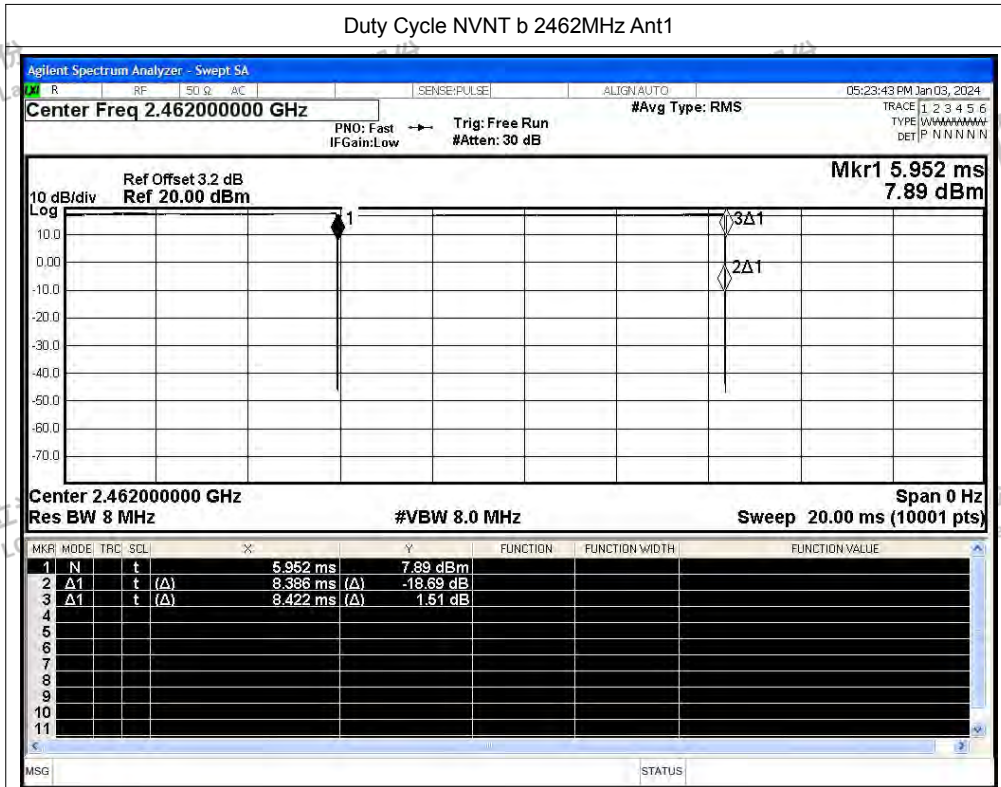 Duty Cycle NVNT b 2462MHz Ant1
Agilent Spectrum Analyzer - Swept SA
R RF 50 Ω AC SENSE:PULSE ALIGN AUTO 05:23:43 PM Jan 03, 2024
Center Freq 2.462000000 GHz #Avg Type: RMS TRACE 1 2 3 4 5 6
PNO: Fast Trig: Free Run TYPE
IFGain:Low #Atten: 30 dB DET P N N N N N
Mkr1 5.952 ms
Ref Offset 3.2 dB
10 dB/div Ref 20.00 dBm 7.89 dBm
Log
1
3Δ1
10.0
0.00
2Δ1
-10.0
-20.0
-30.0
-40.0
-50.0
-60.0
-70.0
Center 2.462000000 GHz Span 0 Hz
Res BW 8 MHz #VBW 8.0 MHz Sweep 20.00 ms (10001 pts)
MKR MODE TRC SCL X Y FUNCTION FUNCTION WIDTH FUNCTION VALUE
1 N t 5.952 ms 7.89 dBm
2 Δ1 t (Δ) 8.386 ms (Δ) -18.69 dB
3 Δ1 t (Δ) 8.422 ms (Δ) 1.51 dB
4
5
6
7
8
9
10
11
MSG STATUS